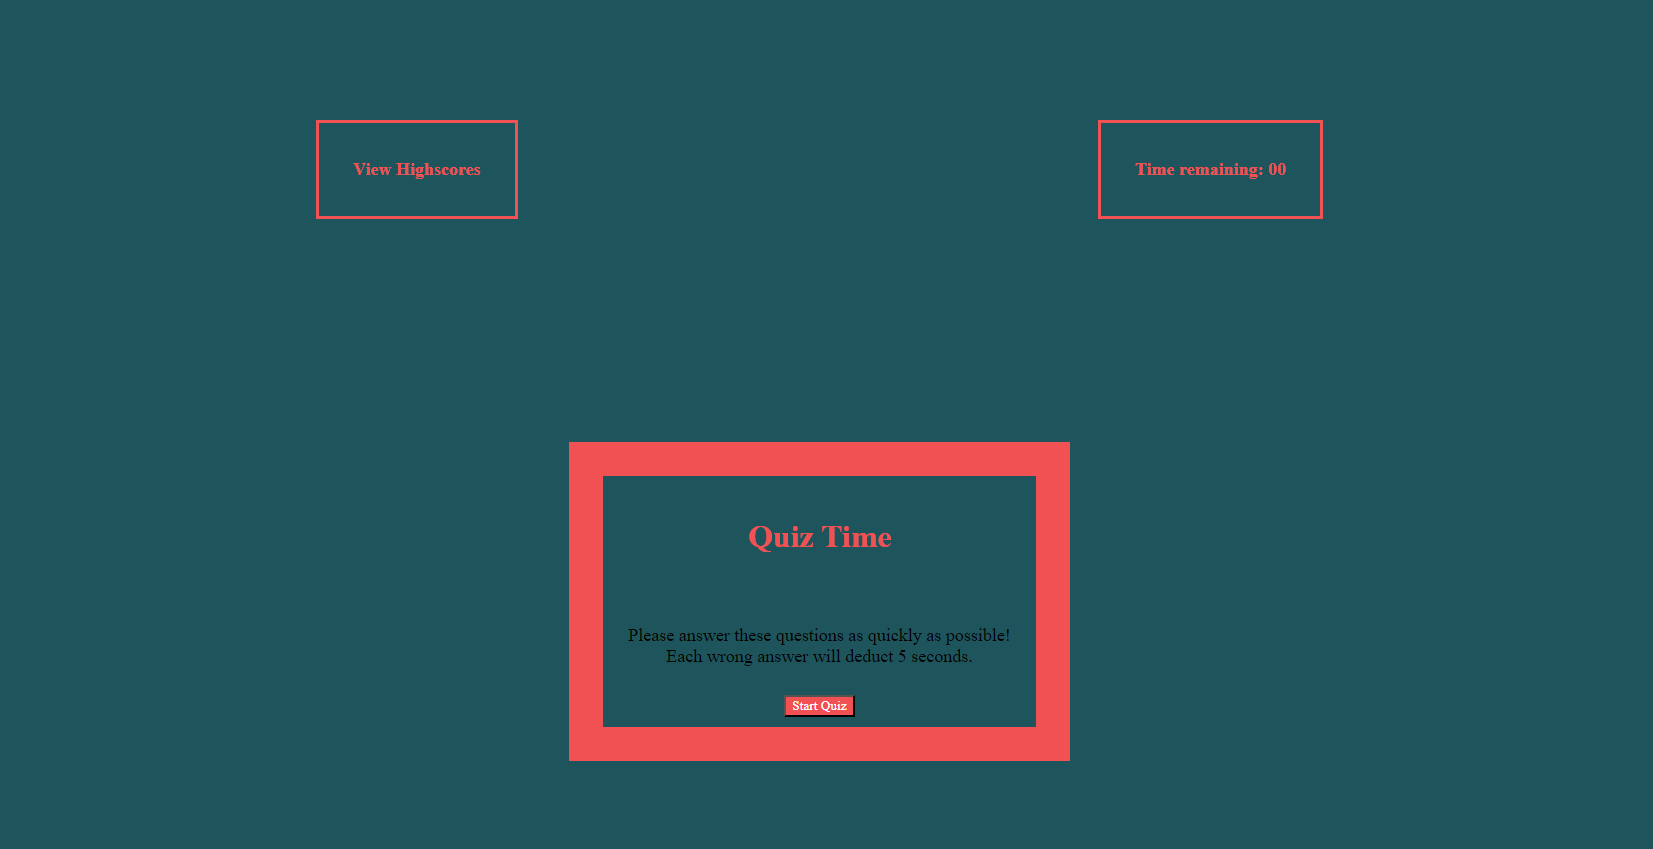 View Highscores
Time remaining: 00
Quiz Time
Please answer these questions as quickly as possible!
Each wrong answer will deduct 5 seconds.
Start Quiz